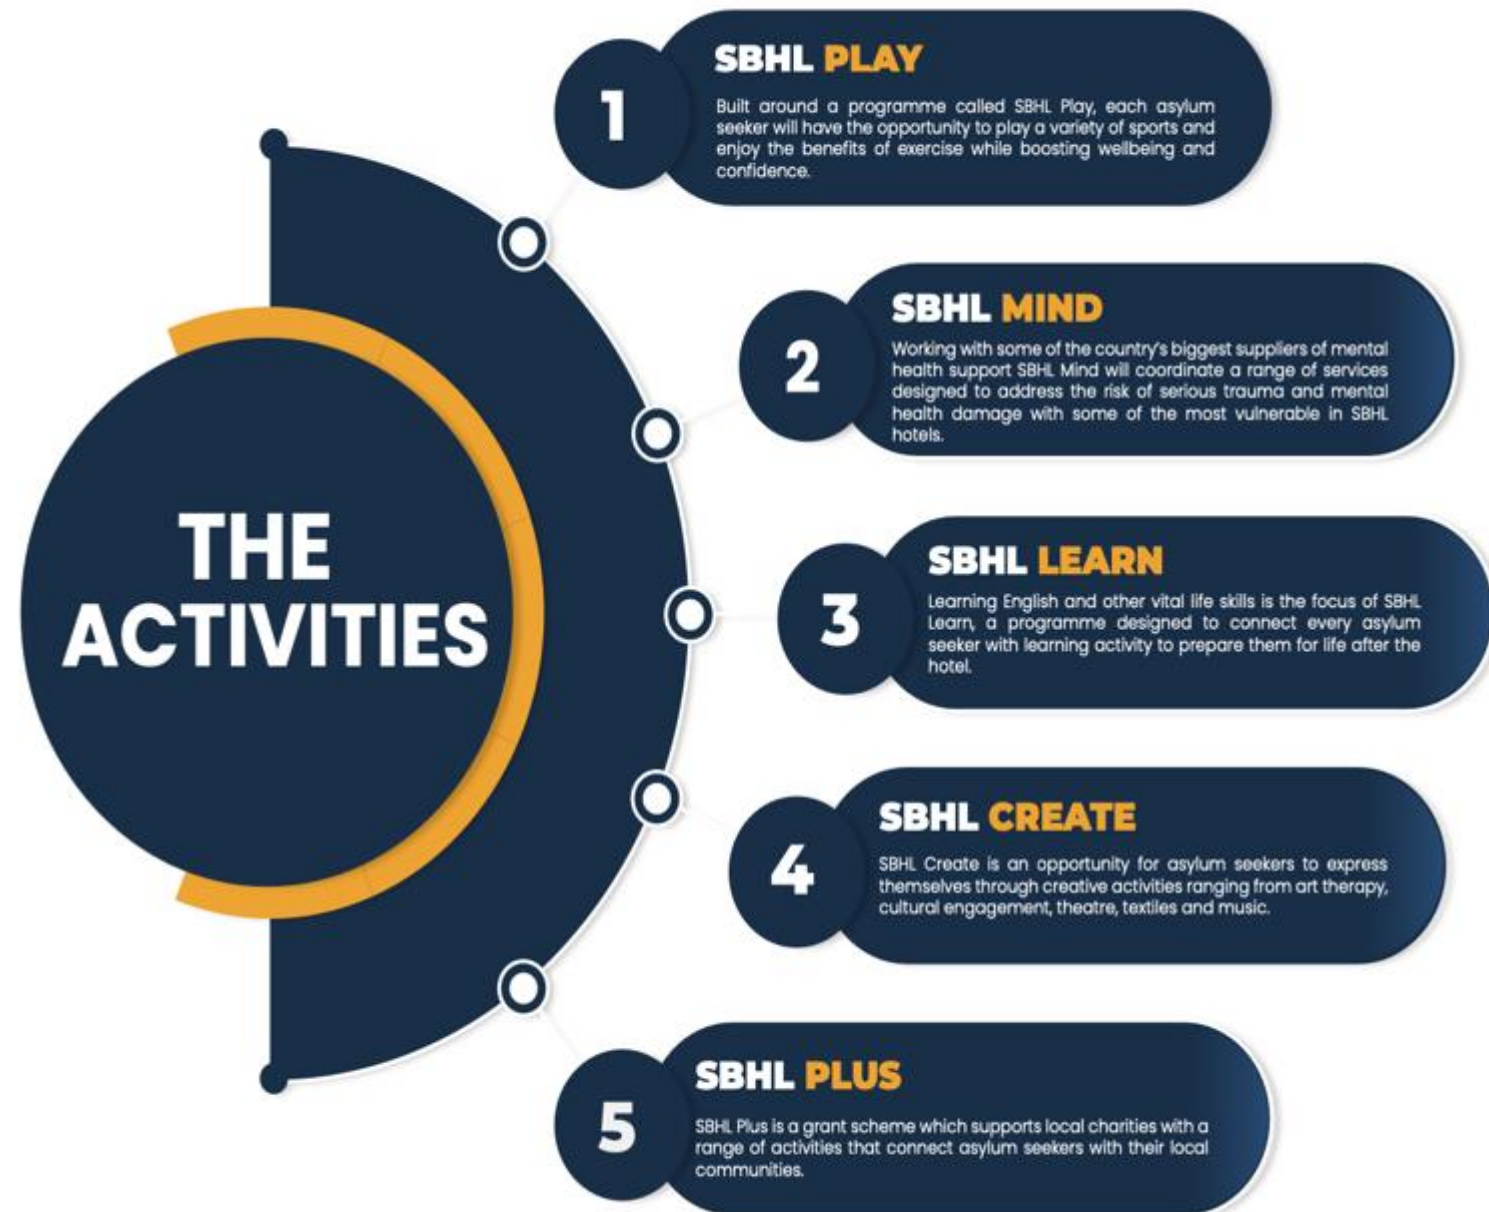 THE
ACTIVITIES
1
SBHL PLAY
Built around a programme called SBHL Play, each asylum
seeker will have the opportunity to play a variety of sports and
enjoy the benefits of exercise while boosting wellbeing and
confidence.
2
SBHL MIND
Working with some of the country's biggest suppliers of mental
health support SBHL Mind will coordinate a range of services
designed to address the risk of serious trauma and mental
health damage with some of the most vulnerable in SBHL
hotels.
3
SBHL LEARN
Learning English and other vital life skills is the focus of SBHL
Learn, a programme designed to connect every asylum
seeker with learning activity to prepare them for life after the
hotel.
4
SBHL CREATE
SBHL Create is an opportunity for asylum seekers to express
themselves through creative activities ranging from art therapy,
cultural engagement, theatre, textiles and music.
5
SBHL PLUS
SBHL Plus is a grant scheme which supports local charities with a
range of activities that connect asylum seekers with their local
communities.